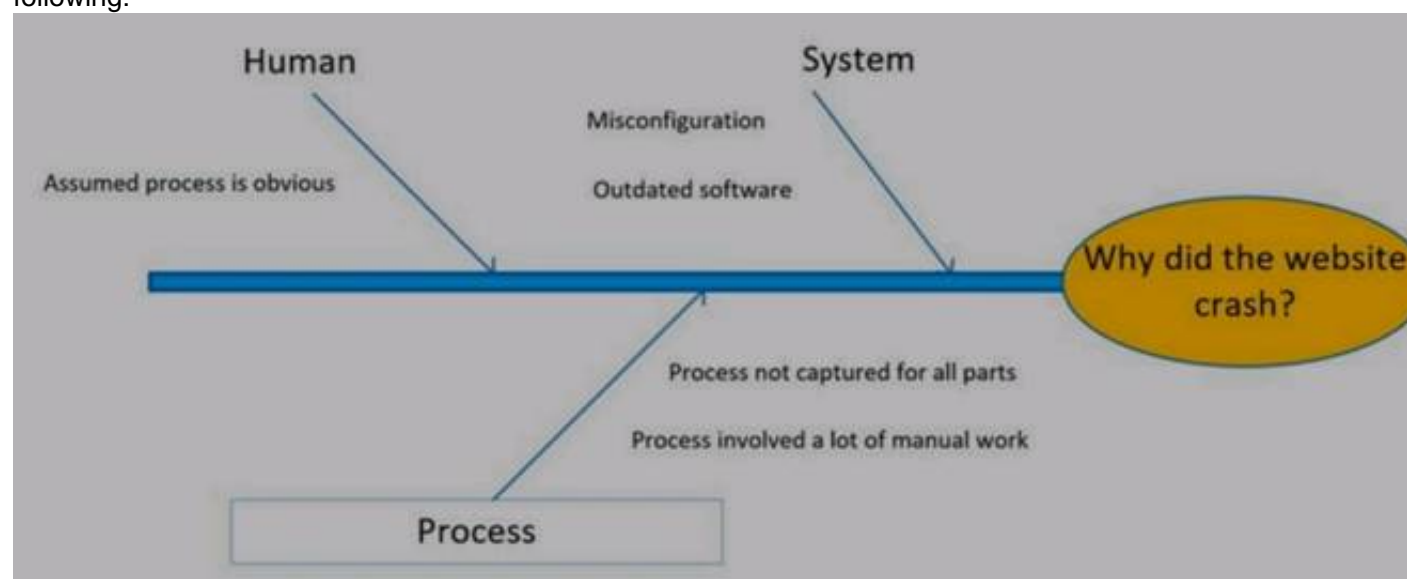 following:
Human
System
Misconfiguration
Assumed process is obvious
Outdated software
Why did the website
crash?
Process not captured for all parts
Process involved a lot of manual work
Process